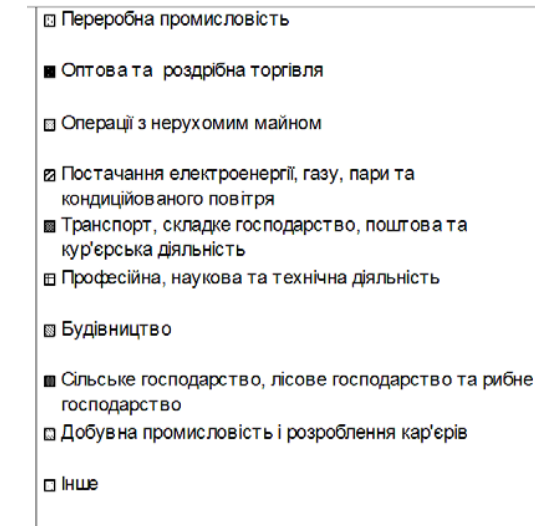 Переробна промисловість
Оптова та роздрібна торгівля
Операції з нерухомим майном
Постачання електроенергії, газу, пари та
кондиційованого повітря
Транспорт, складке господарство, поштова та
кур'єрська діяльність
Професійна, наукова та технічна діяльність
Будівництво
Сільське господарство, лісове господарство та рибне
господарство
Добувна промисловість і розроблення кар'єрів
Інше